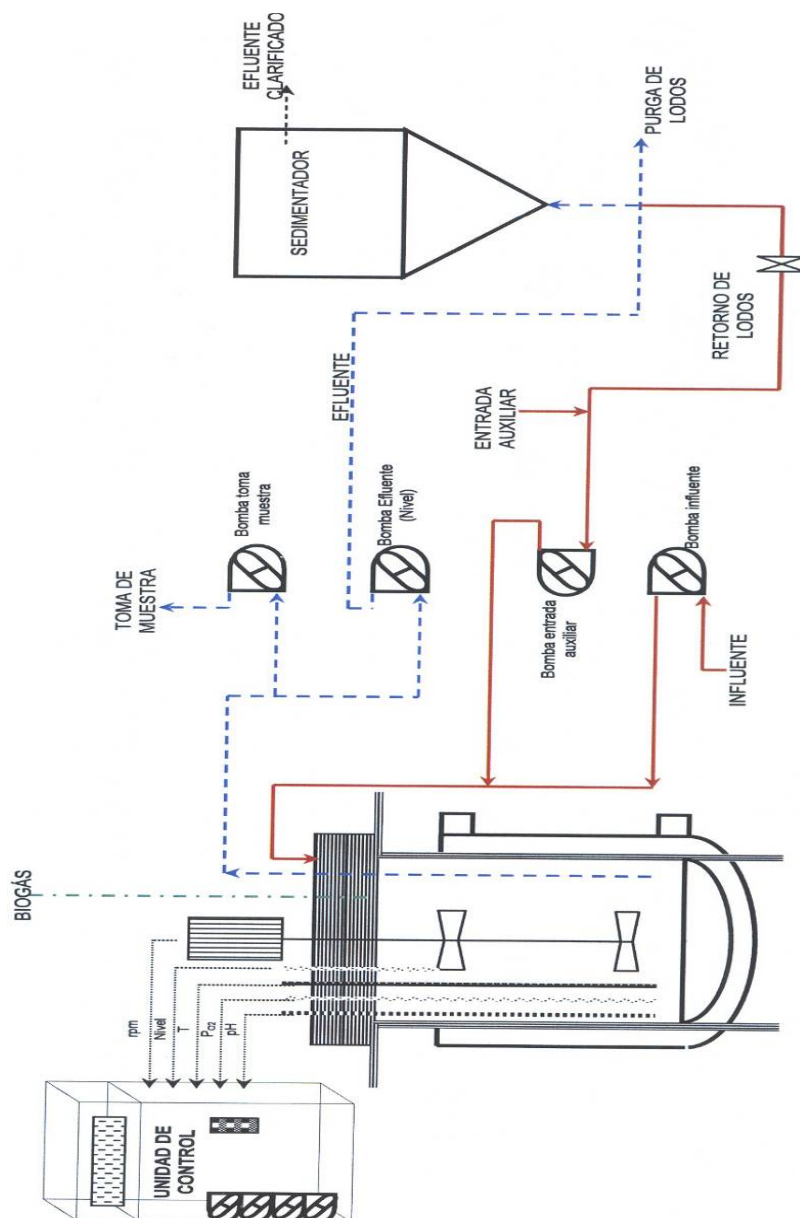 EFLUENTE
CLARIFICADO
SEDIMENTADOR
PURGA DE
LODOS
RETORNO DE
LODOS
EFLUENTE
ENTRADA
AUXILIAR
TOMA DE
MUESTRA
Bomba toma
muestra
Bomba Efluente
(Nivel)
Bomba entrada
auxiliar
Bomba influente
INFLUENTE
BIOGÁS
rpm
Nivel
T
P₀₂
pH
UNIDAD DE
CONTROL